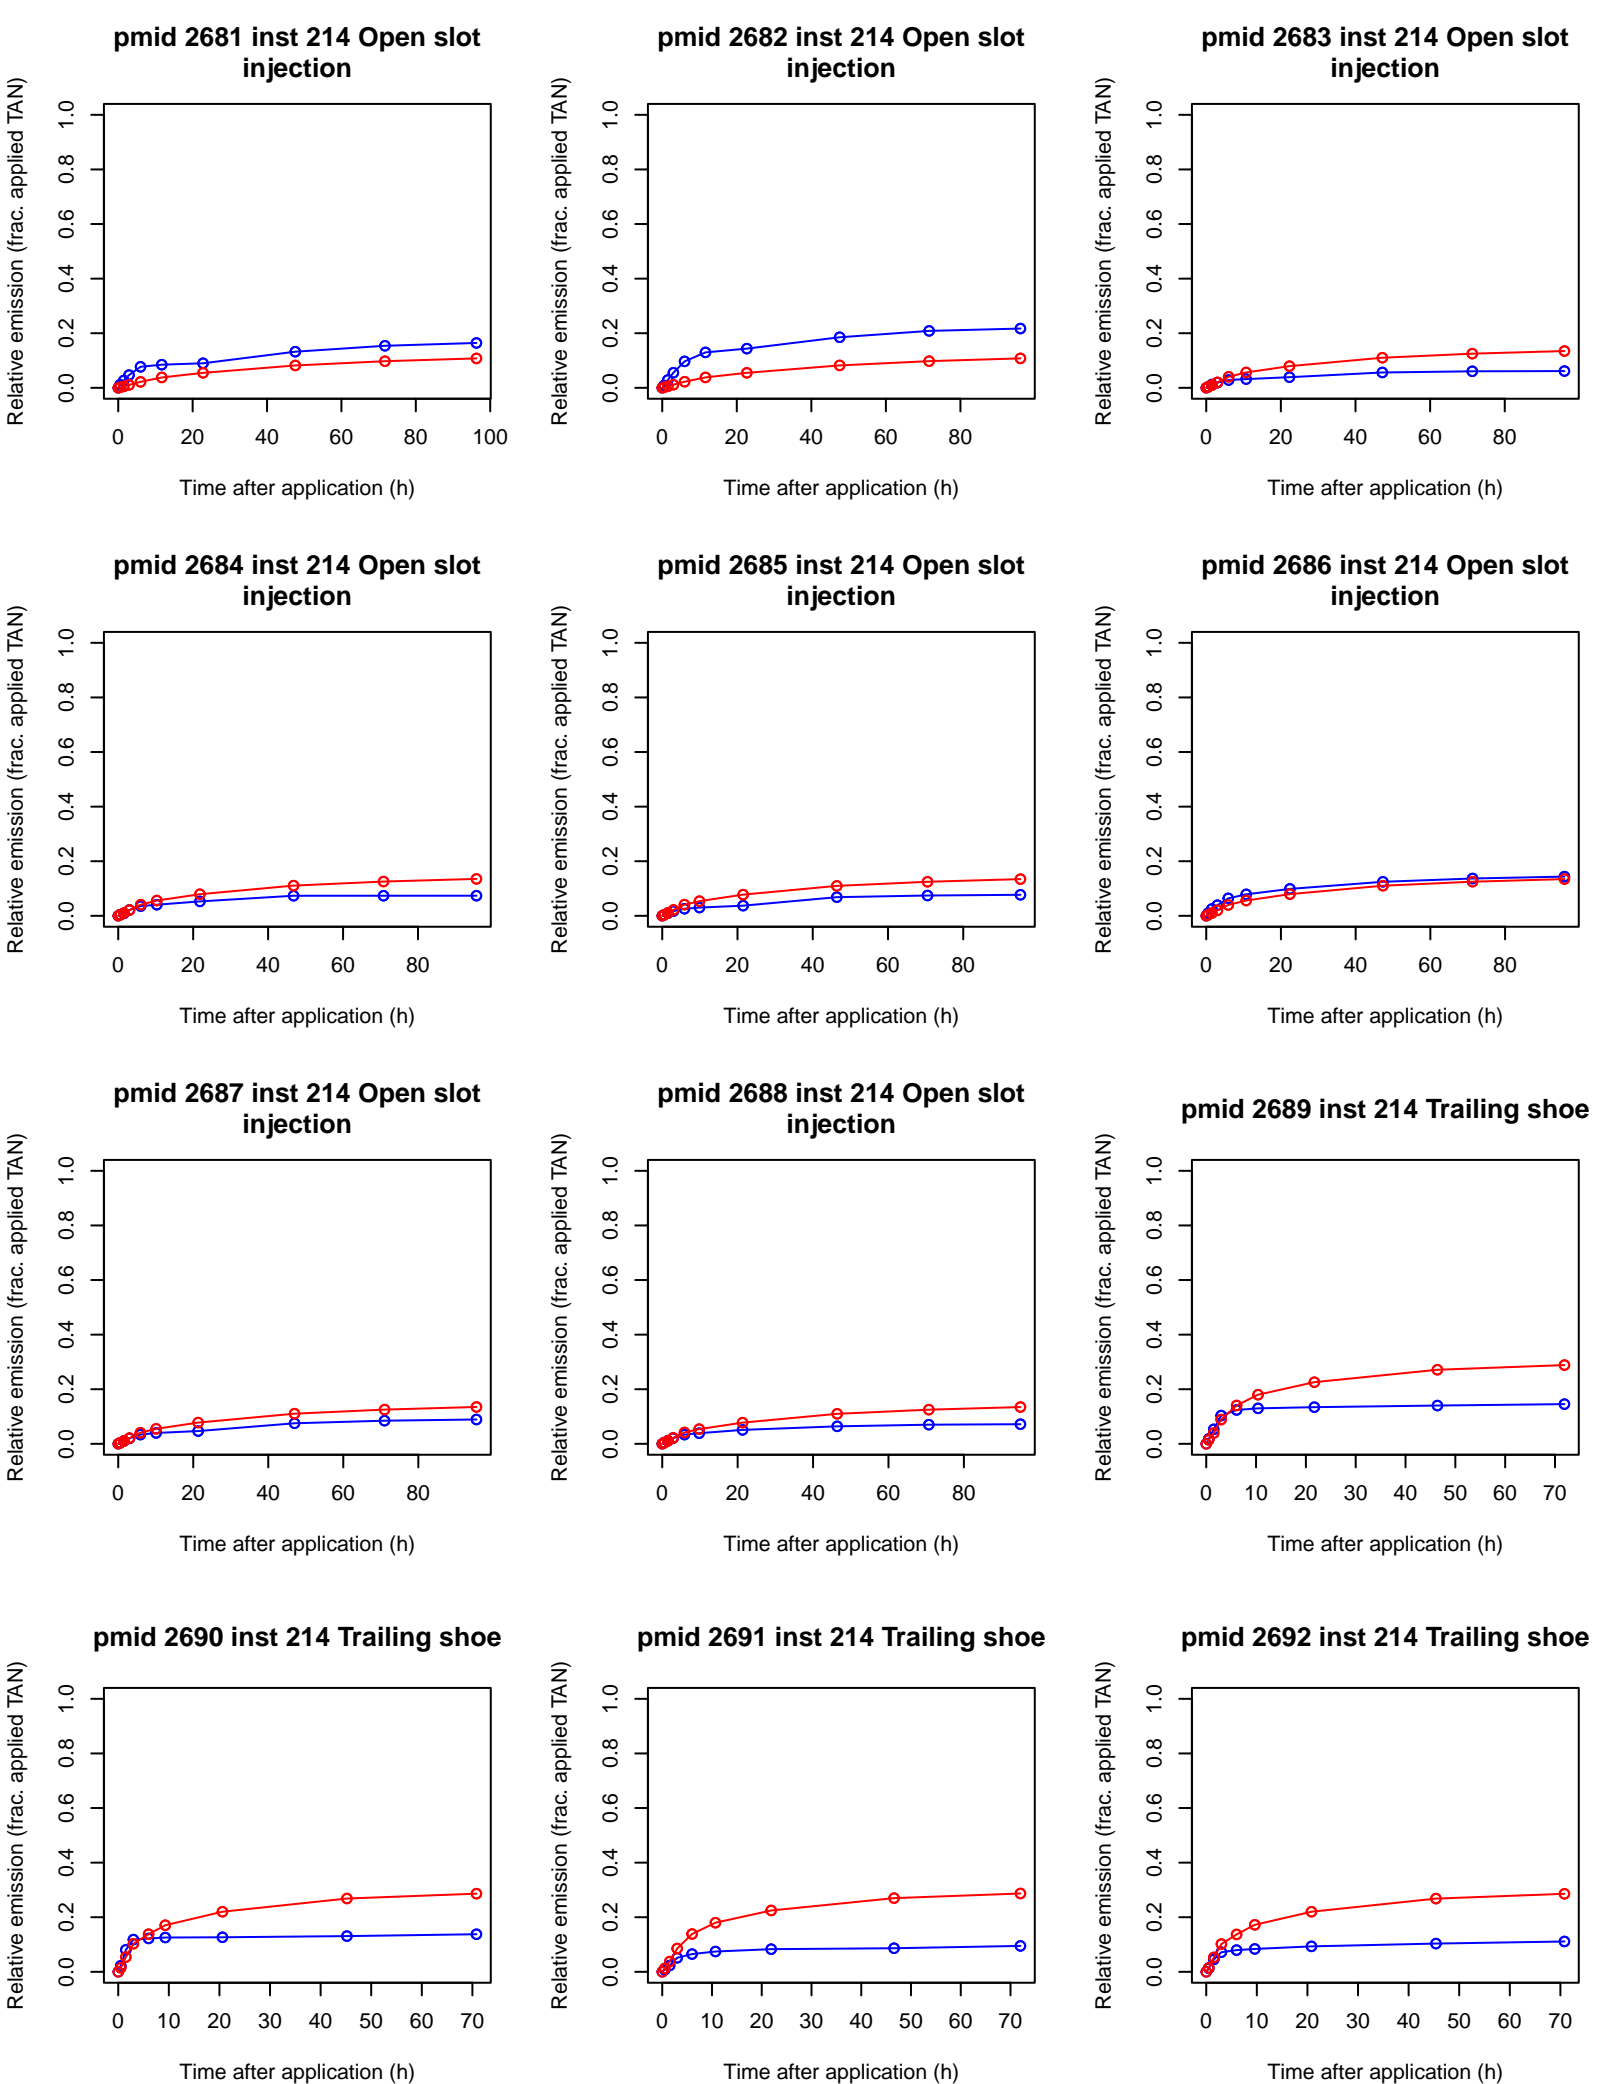 pmid 2681 inst 214 Open slot
injection
Relative emission (frac. applied TAN)
1.0
0.8
0.6
0.4
0.2
0.0
0 20 40 60 80 100
Time after application (h)
pmid 2682 inst 214 Open slot
injection
Relative emission (frac. applied TAN)
1.0
0.8
0.6
0.4
0.2
0.0
0 20 40 60 80
Time after application (h)
pmid 2683 inst 214 Open slot
injection
Relative emission (frac. applied TAN)
1.0
0.8
0.6
0.4
0.2
0.0
0 20 40 60 80
Time after application (h)
pmid 2684 inst 214 Open slot
injection
Relative emission (frac. applied TAN)
1.0
0.8
0.6
0.4
0.2
0.0
0 20 40 60 80
Time after application (h)
pmid 2685 inst 214 Open slot
injection
Relative emission (frac. applied TAN)
1.0
0.8
0.6
0.4
0.2
0.0
0 20 40 60 80
Time after application (h)
pmid 2686 inst 214 Open slot
injection
Relative emission (frac. applied TAN)
1.0
0.8
0.6
0.4
0.2
0.0
0 20 40 60 80
Time after application (h)
pmid 2687 inst 214 Open slot
injection
Relative emission (frac. applied TAN)
1.0
0.8
0.6
0.4
0.2
0.0
0 20 40 60 80
Time after application (h)
pmid 2688 inst 214 Open slot
injection
Relative emission (frac. applied TAN)
1.0
0.8
0.6
0.4
0.2
0.0
0 20 40 60 80
Time after application (h)
pmid 2689 inst 214 Trailing shoe
Relative emission (frac. applied TAN)
1.0
0.8
0.6
0.4
0.2
0.0
0 10 20 30 40 50 60 70
Time after application (h)
pmid 2690 inst 214 Trailing shoe
Relative emission (frac. applied TAN)
1.0
0.8
0.6
0.4
0.2
0.0
0 10 20 30 40 50 60 70
Time after application (h)
pmid 2691 inst 214 Trailing shoe
Relative emission (frac. applied TAN)
1.0
0.8
0.6
0.4
0.2
0.0
0 10 20 30 40 50 60 70
Time after application (h)
pmid 2692 inst 214 Trailing shoe
Relative emission (frac. applied TAN)
1.0
0.8
0.6
0.4
0.2
0.0
0 10 20 30 40 50 60 70
Time after application (h)